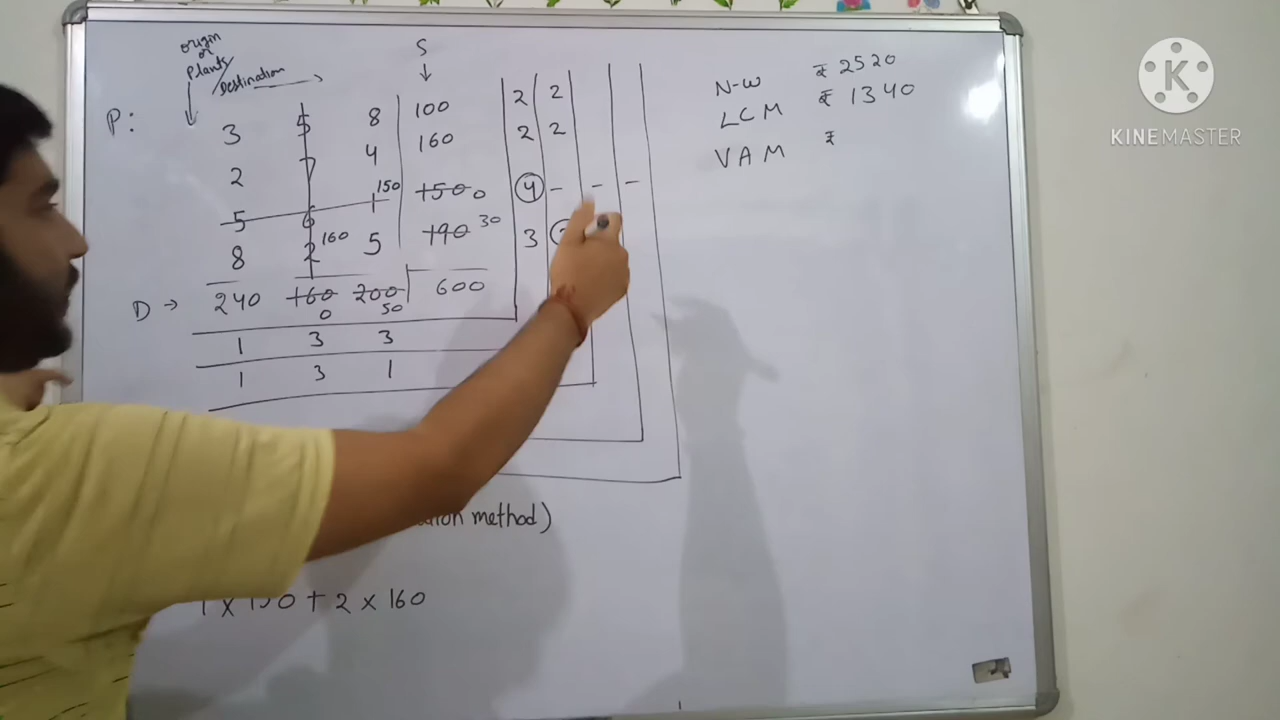 origin
or
plants/
Destination →
S
↓
P:
3 5 8 100 2 2
2 7 4 160 2 2
5 6 1 150 150 0 4 - - -
8 2 160 5 190 30 3
D → 240 160 0 200 50 600
1 3 3
1 3 1
N-W ₹ 2520
LCM ₹ 1340
VAM ₹
method)
1 x 150 + 2 x 160
K
KINEMASTER